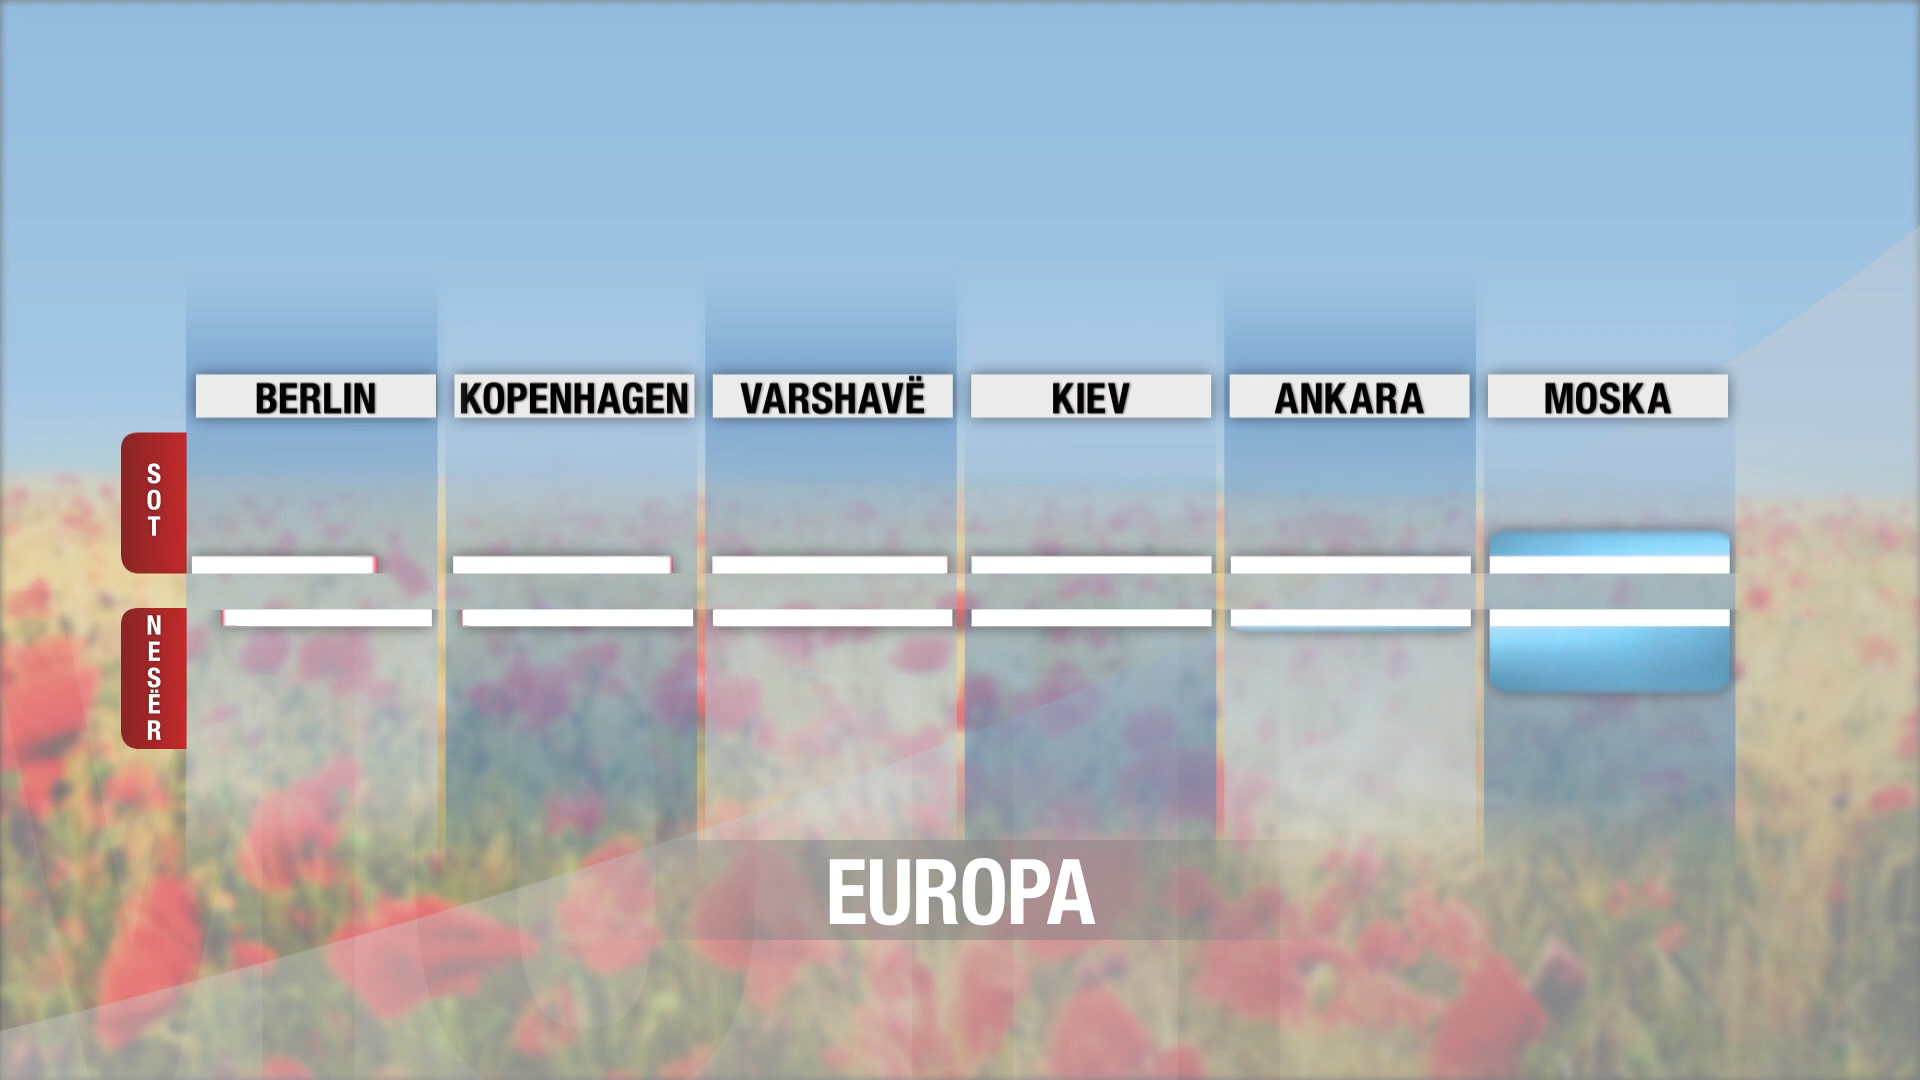 BERLIN KOPENHAGEN VARSHAVË KIEV ANKARA MOSKA
SOT
NESËR
EUROPA